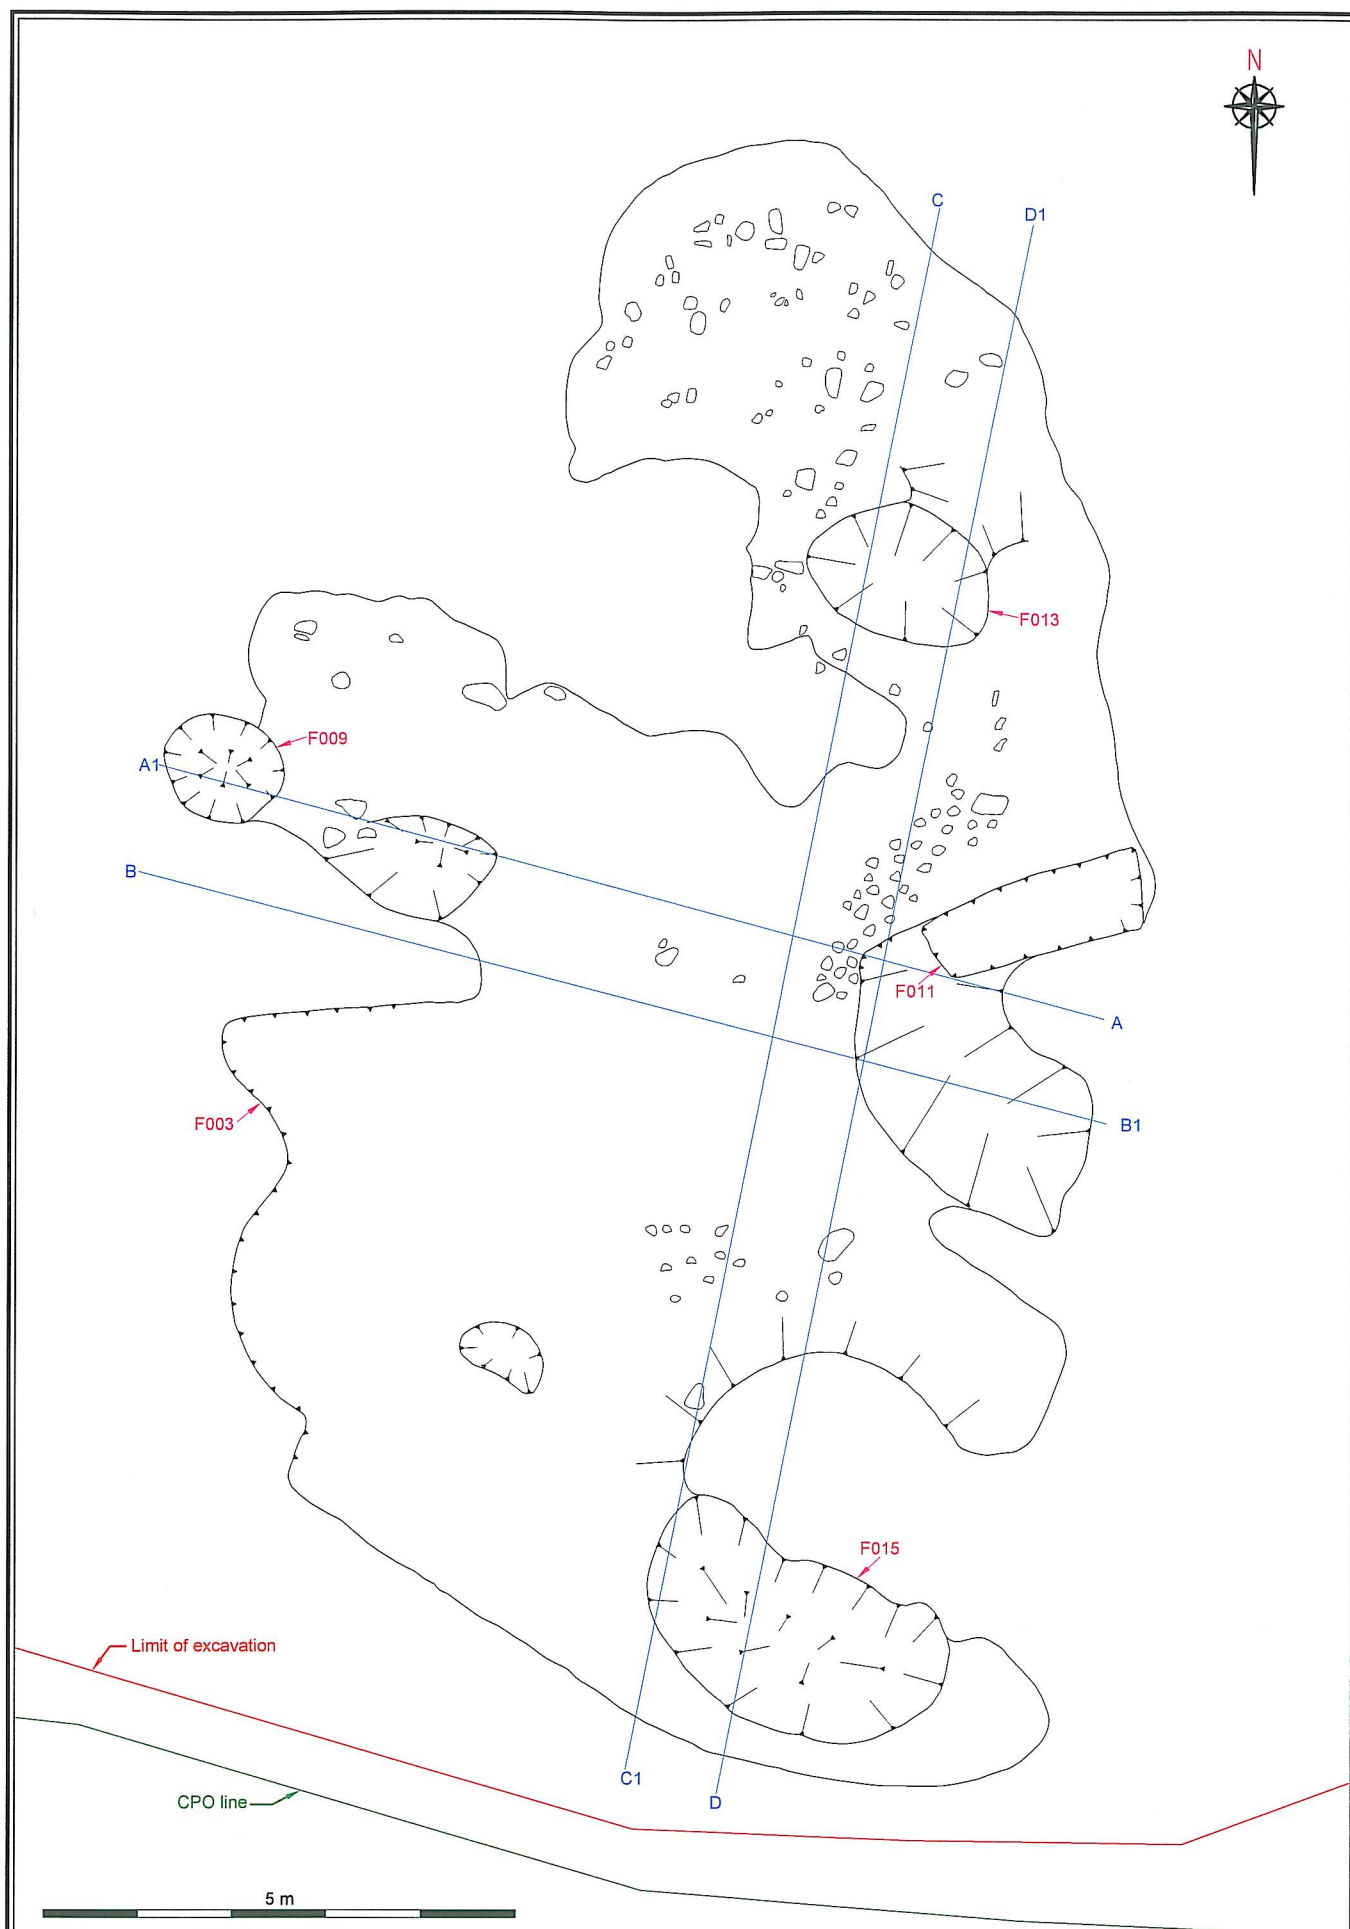 N
C
D1
F013
F009
A1
B
F011
A
F003
B1
F015
Limit of excavation
C1
D
CPO line
5 m